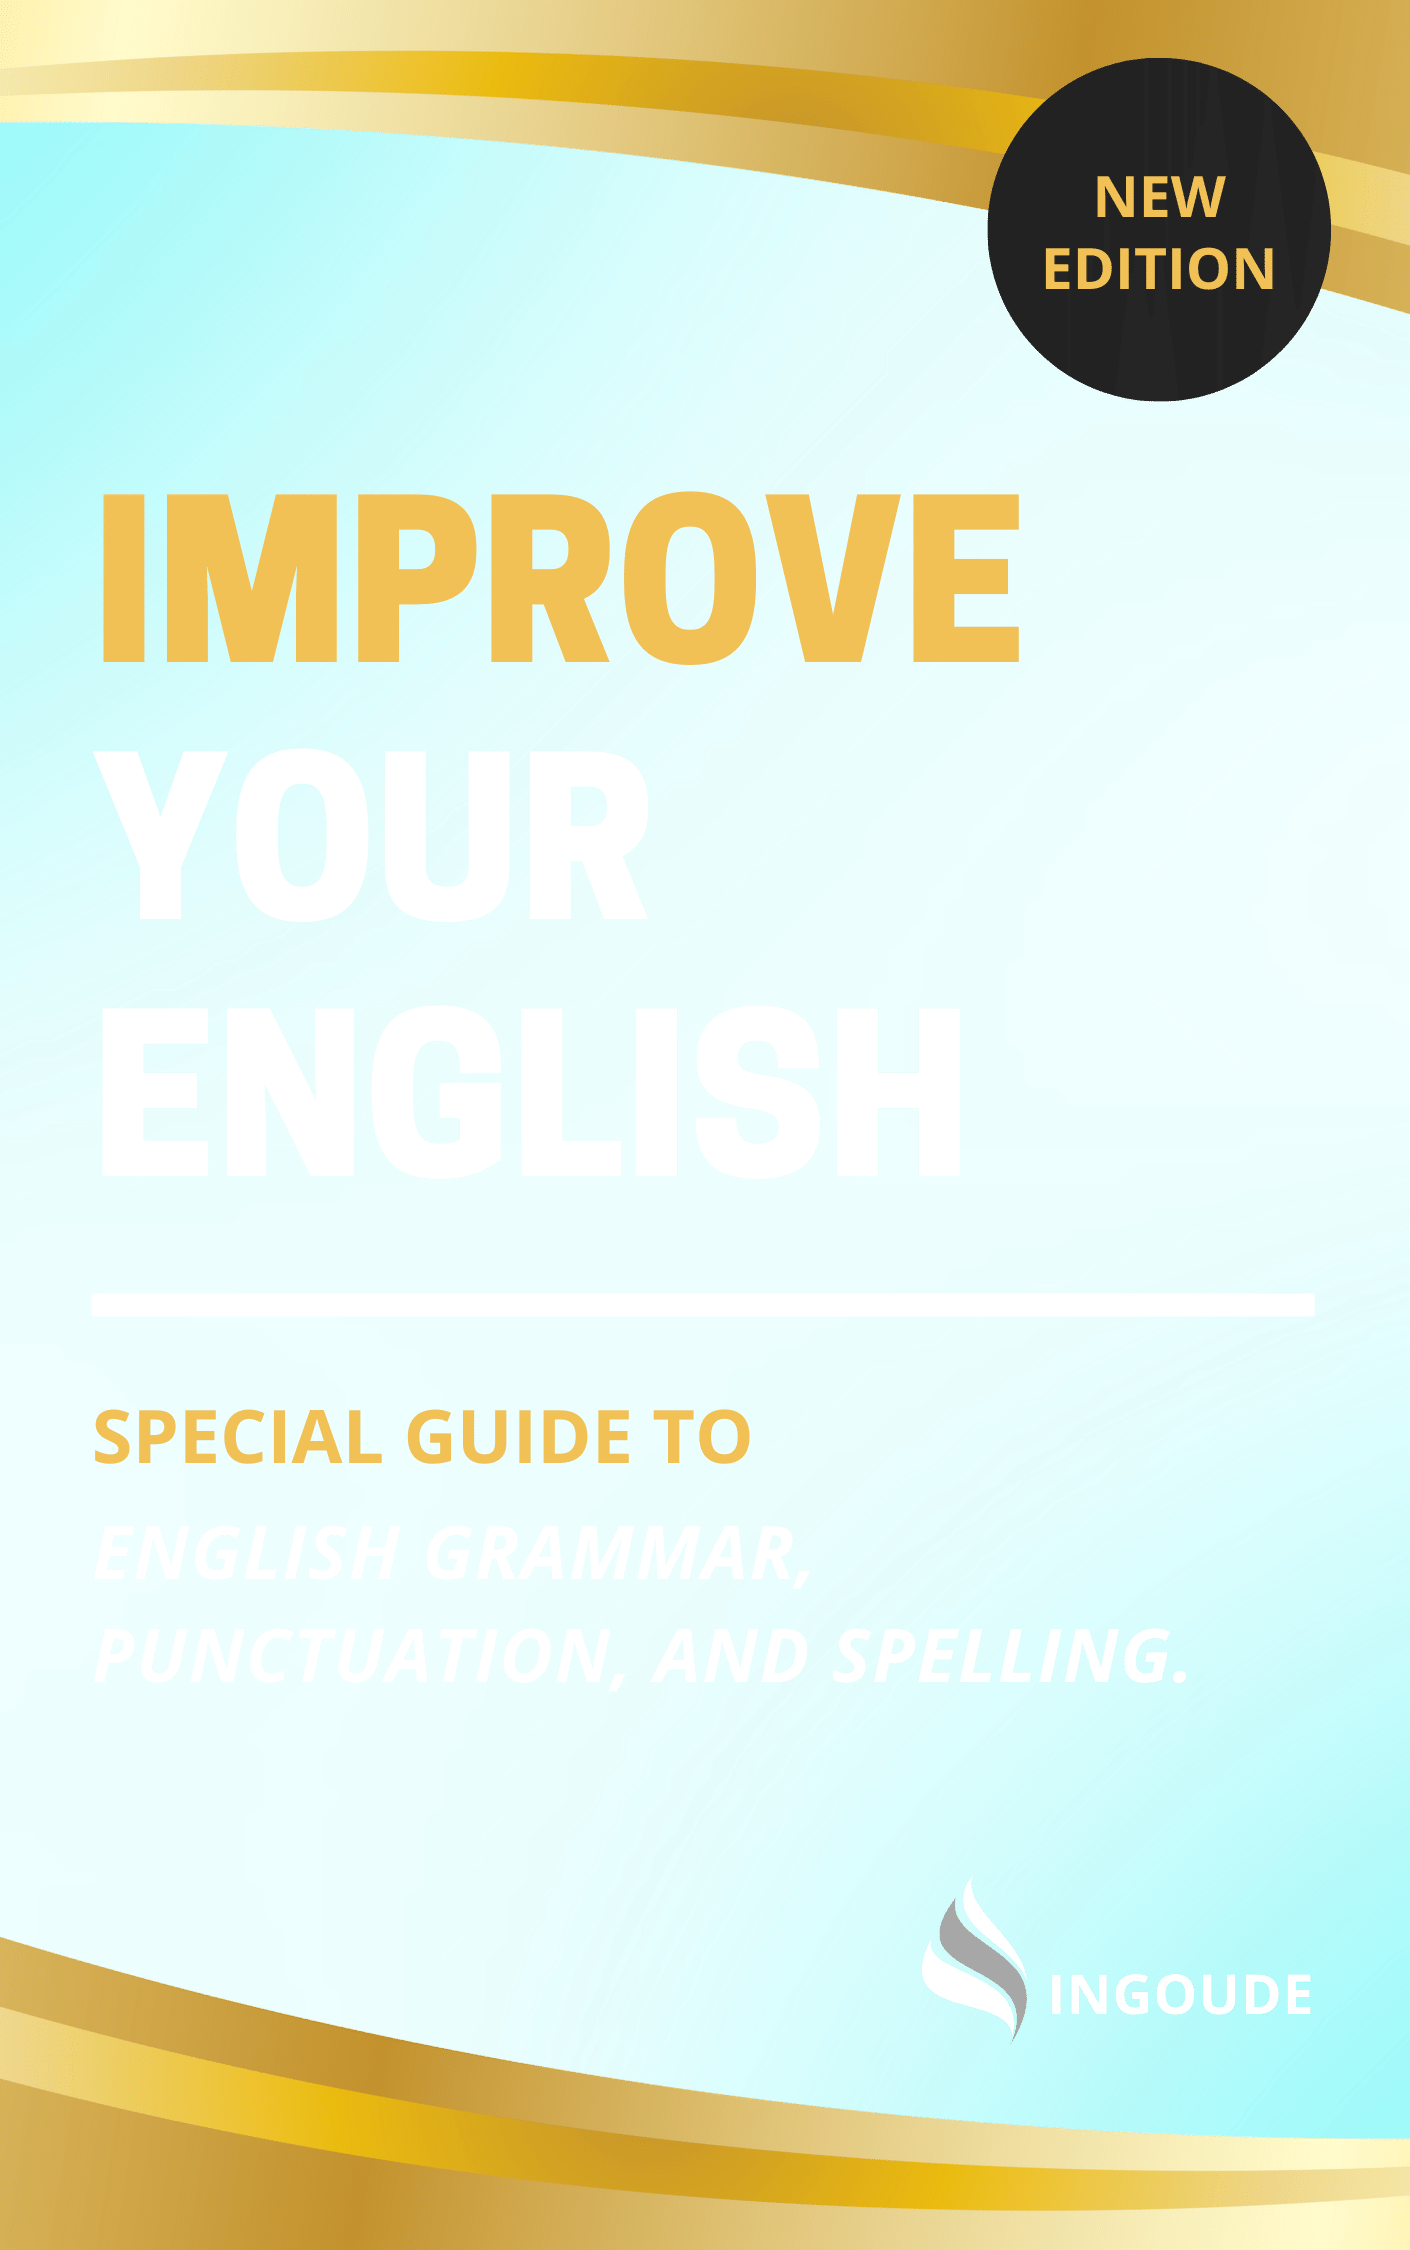 NEW
EDITION
IMPROVE
YOUR
ENGLISH
SPECIAL GUIDE TO
ENGLISH GRAMMAR,
PUNCTUATION, AND SPELLING.
INGOUDE